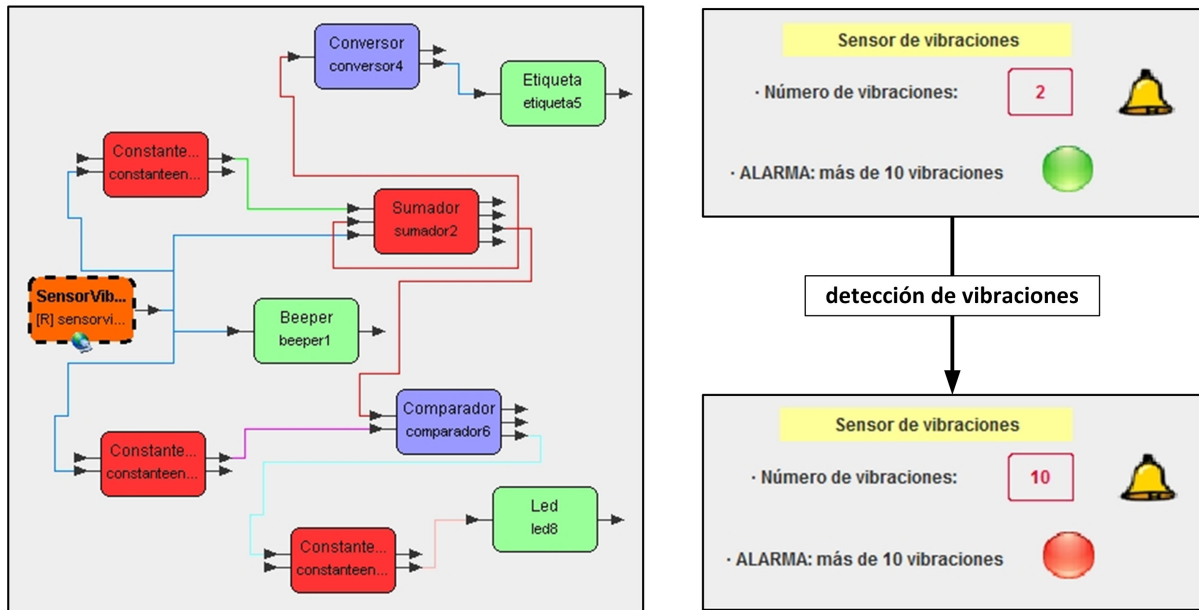 Conversor
conversor4
Etiqueta
etiqueta5
Constante...
constanteen...
Sumador
sumador2
SensorVib...
[R] sensorvi...
Beeper
beeper1
Comparador
comparador6
Constante...
constanteen...
Led
led8
Constante...
constanteen...
Sensor de vibraciones
· Número de vibraciones:
2
· ALARMA: más de 10 vibraciones
detección de vibraciones
Sensor de vibraciones
· Número de vibraciones:
10
· ALARMA: más de 10 vibraciones